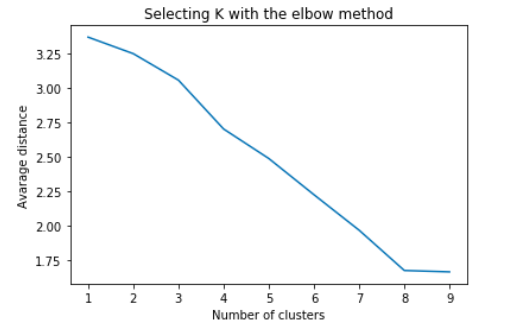 Selecting K with the elbow method
3.25
3.00
2.75
2.50
2.25
2.00
1.75
Avarage distance
1 2 3 4 5 6 7 8 9
Number of clusters